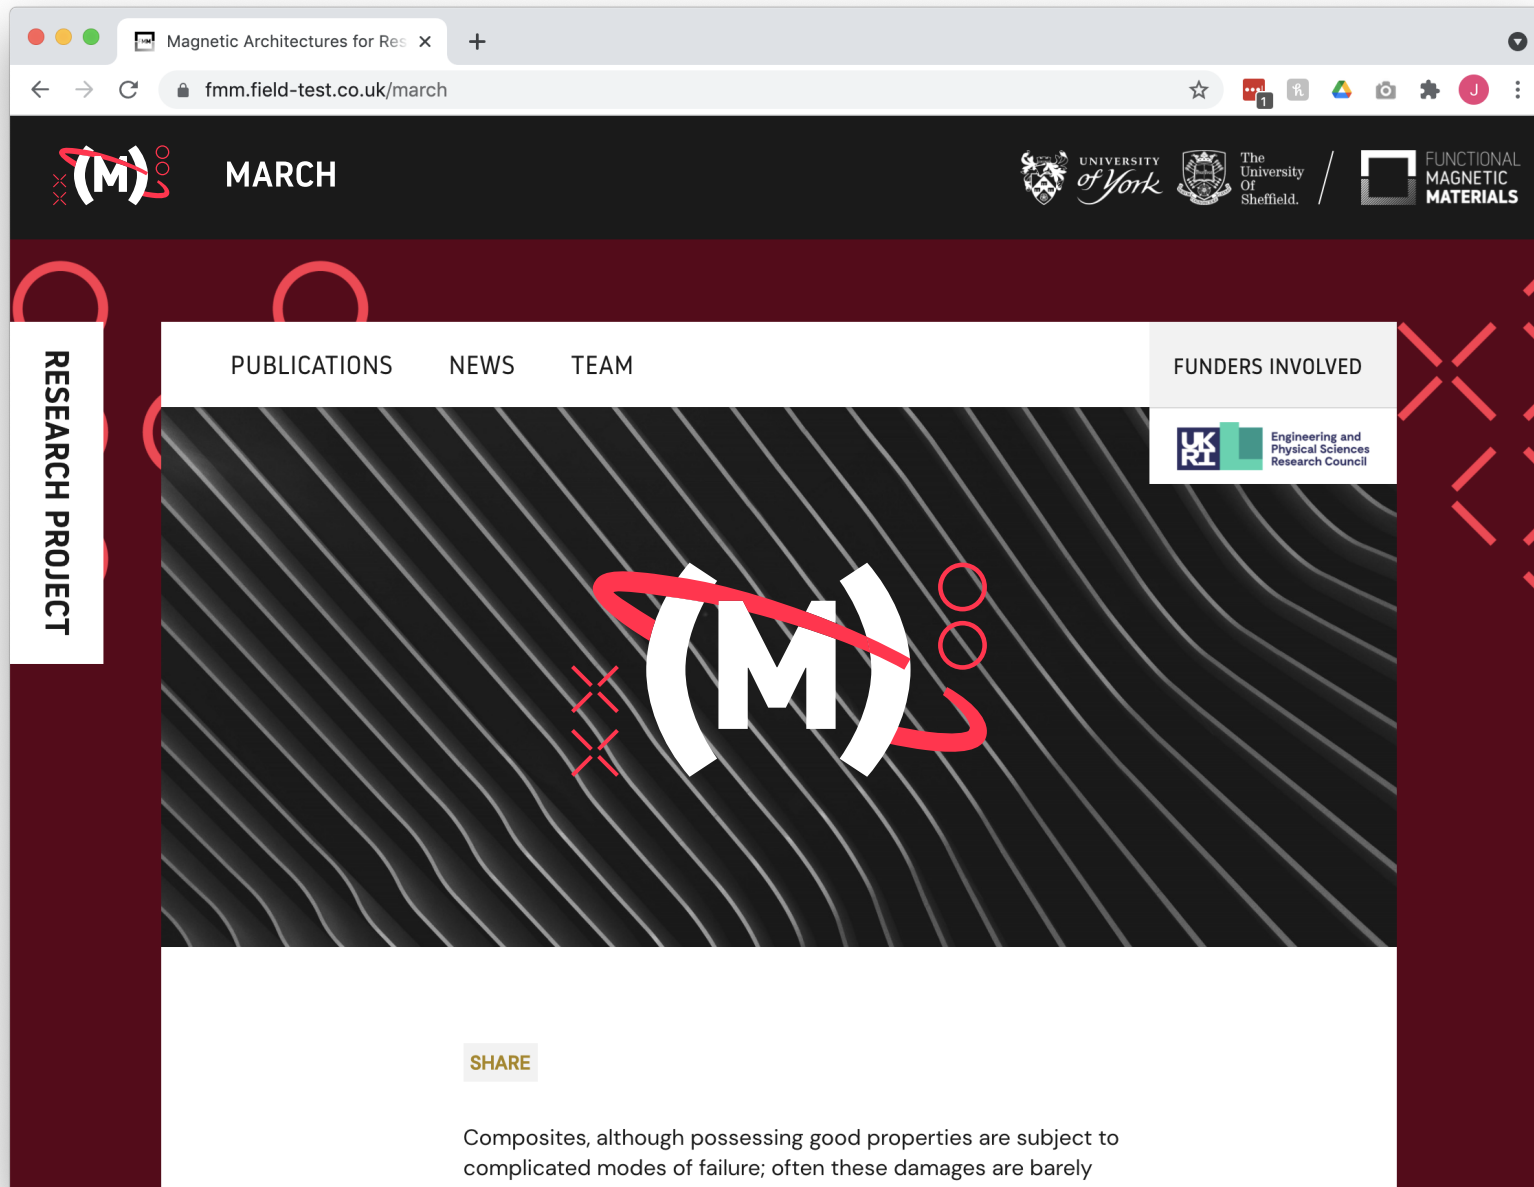 Magnetic Architectures for Res
fmm.field-test.co.uk/march
1
J
(M)
MARCH
UNIVERSITY
of York
The
University
Of
Sheffield.
FUNCTIONAL
MAGNETIC
MATERIALS
RESEARCH PROJECT
PUBLICATIONS
NEWS
TEAM
FUNDERS INVOLVED
UK
RI
Engineering and
Physical Sciences
Research Council
(M)
SHARE
Composites, although possessing good properties are subject to
complicated modes of failure; often these damages are barely